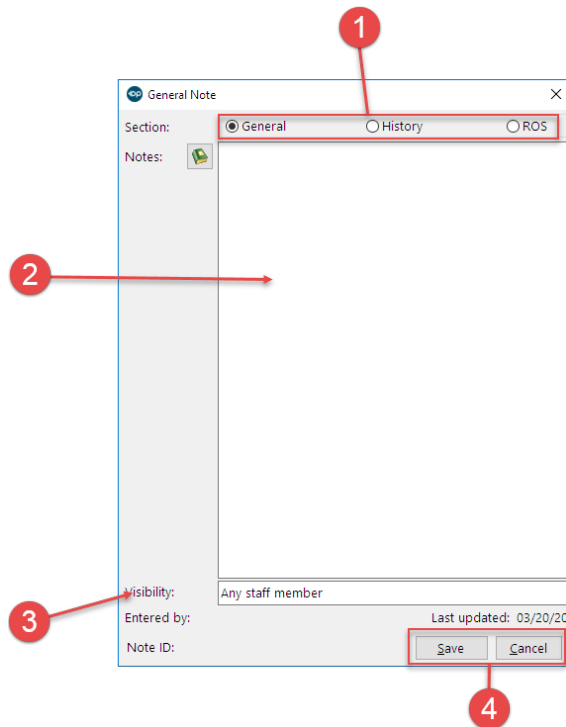 1
op General Note
Section: General History ROS
Notes:
2
Visibility: Any staff member
3
Entered by: Last updated: 03/20/20
Note ID: Save Cancel
4